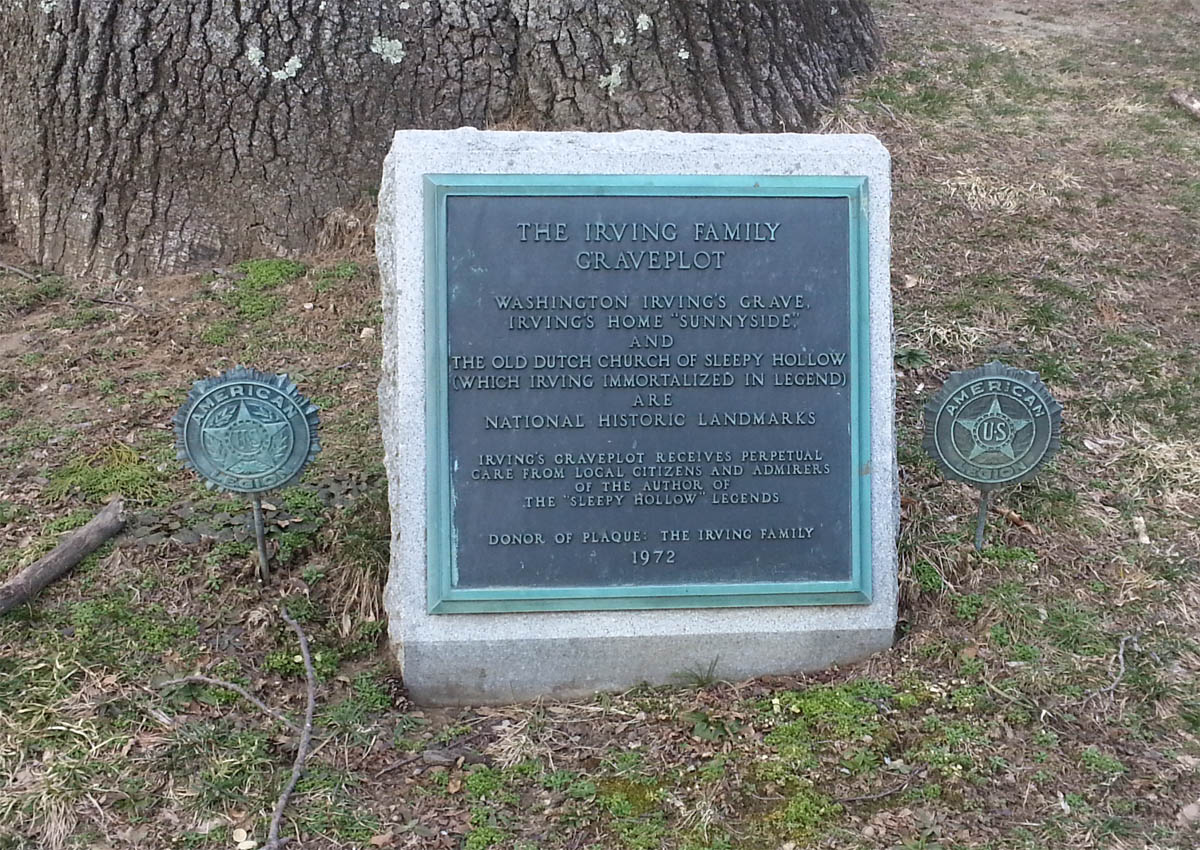 THE IRVING FAMILY
GRAVEPLOT
WASHINGTON IRVING'S GRAVE,
IRVING'S HOME "SUNNYSIDE",
AND
THE OLD DUTCH CHURCH OF SLEEPY HOLLOW
(WHICH IRVING IMMORTALIZED IN LEGEND)
ARE
NATIONAL HISTORIC LANDMARKS
IRVING'S GRAVEPLOT RECEIVES PERPETUAL
CARE FROM LOCAL CITIZENS AND ADMIRERS
OF THE AUTHOR OF
THE "SLEEPY HOLLOW" LEGENDS.
DONOR OF PLAQUE: THE IRVING FAMILY
1972
AMERICAN
US
LEGION
AMERICAN
U·S
LEGION